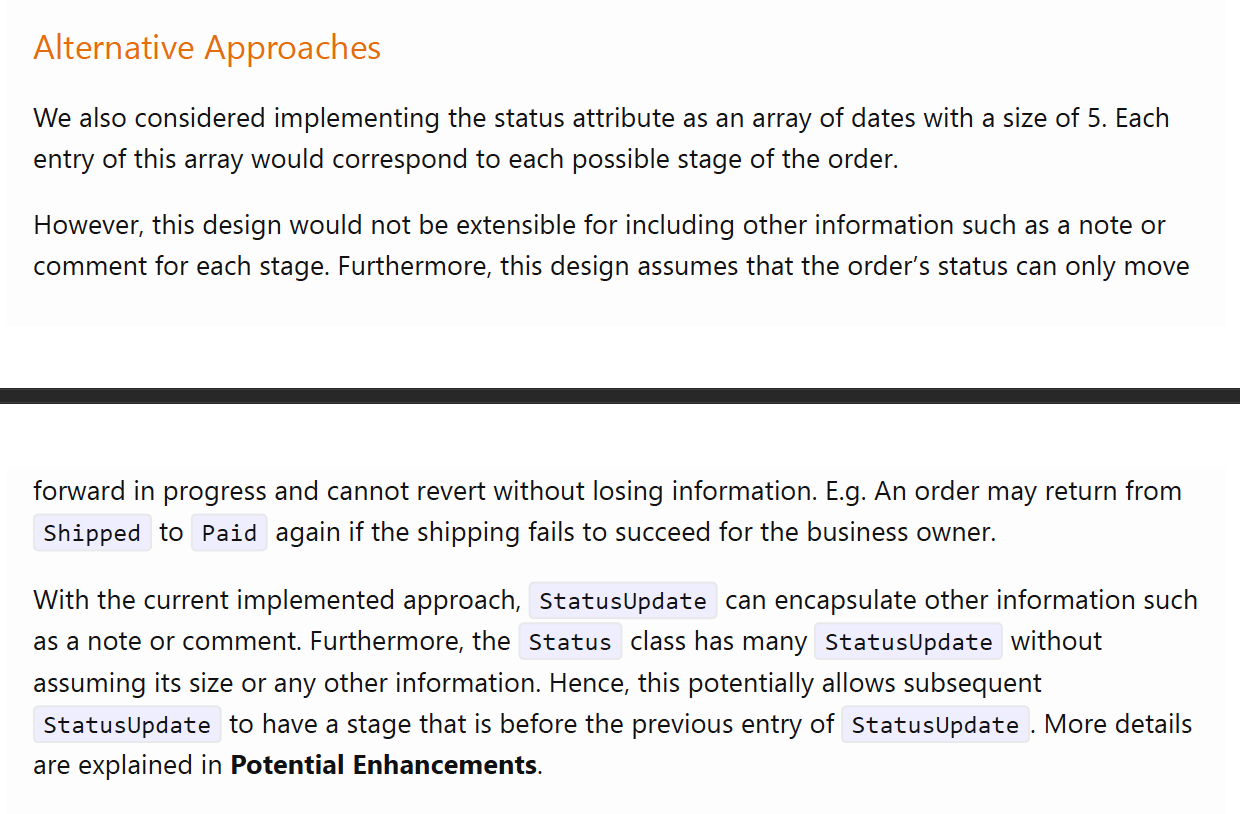 Alternative Approaches
We also considered implementing the status attribute as an array of dates with a size of 5. Each
entry of this array would correspond to each possible stage of the order.
However, this design would not be extensible for including other information such as a note or
comment for each stage. Furthermore, this design assumes that the order’s status can only move
forward in progress and cannot revert without losing information. E.g. An order may return from
Shipped to Paid again if the shipping fails to succeed for the business owner.
With the current implemented approach, StatusUpdate can encapsulate other information such
as a note or comment. Furthermore, the Status class has many StatusUpdate without
assuming its size or any other information. Hence, this potentially allows subsequent
StatusUpdate to have a stage that is before the previous entry of StatusUpdate. More details
are explained in Potential Enhancements.